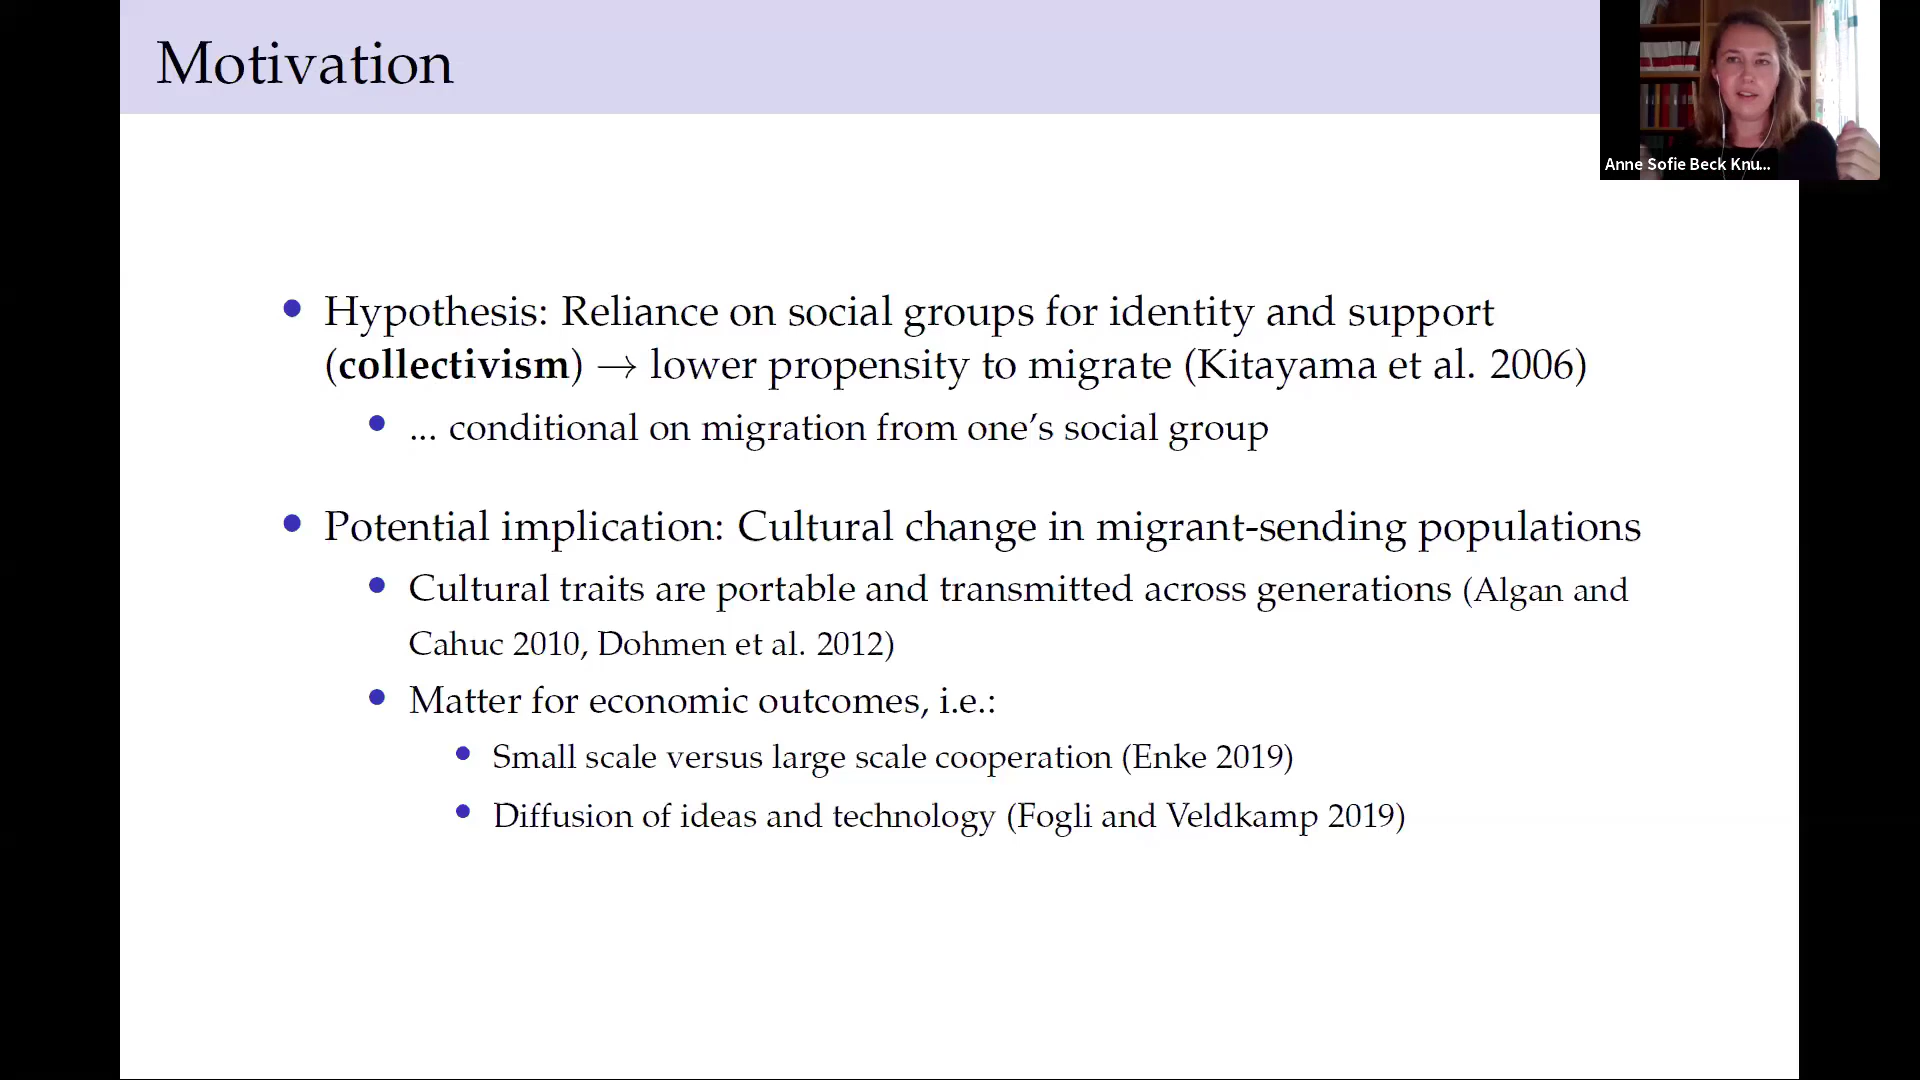 Motivation
Anne Sofie Beck Knu...
• Hypothesis: Reliance on social groups for identity and support
(collectivism) → lower propensity to migrate (Kitayama et al. 2006)
• ... conditional on migration from one's social group
• Potential implication: Cultural change in migrant-sending populations
• Cultural traits are portable and transmitted across generations (Algan and
Cahuc 2010, Dohmen et al. 2012)
• Matter for economic outcomes, i.e.:
• Small scale versus large scale cooperation (Enke 2019)
• Diffusion of ideas and technology (Fogli and Veldkamp 2019)